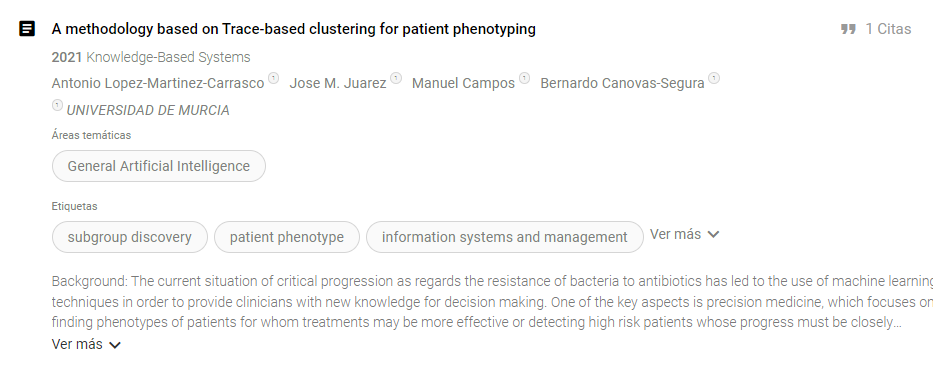 A methodology based on Trace-based clustering for patient phenotyping
1 Citas
2021 Knowledge-Based Systems
Antonio Lopez-Martinez-Carrasco 1 Jose M. Juarez 1 Manuel Campos 1 Bernardo Canovas-Segura 1
1 UNIVERSIDAD DE MURCIA
Áreas temáticas
General Artificial Intelligence
Etiquetas
subgroup discovery patient phenotype information systems and management Ver más
Background: The current situation of critical progression as regards the resistance of bacteria to antibiotics has led to the use of machine learning
techniques in order to provide clinicians with new knowledge for decision making. One of the key aspects is precision medicine, which focuses on
finding phenotypes of patients for whom treatments may be more effective or detecting high risk patients whose progress must be closely...
Ver más